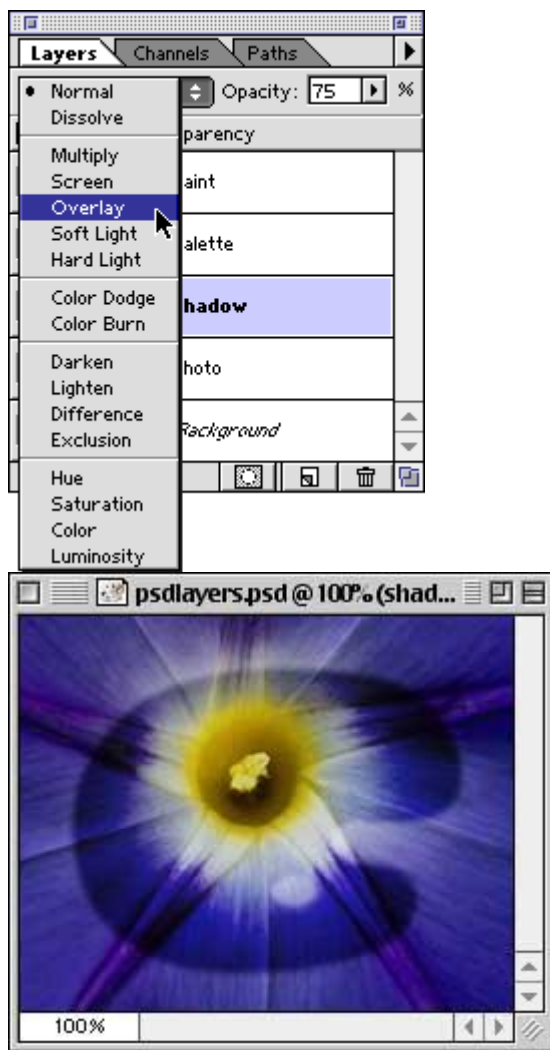 Layers Channels Paths
Normal Opacity: 75 %
Dissolve
parency
Multiply
Screen aint
Overlay
Soft Light alette
Hard Light
Color Dodge hadow
Color Burn
Darken hoto
Lighten
Difference
Exclusion Background
Hue
Saturation
Color
Luminosity
psdlayers.psd @ 100% (shad...
100%